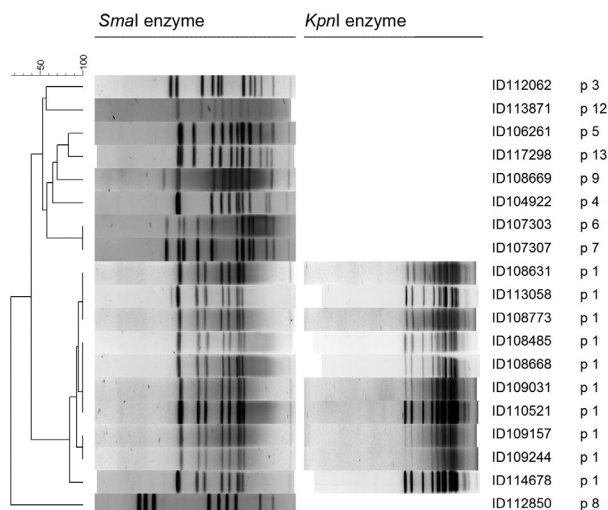 SmaI enzyme KpnI enzyme
50 100
ID112062 p 3
ID113871 p 12
ID106261 p 5
ID117298 p 13
ID108669 p 9
ID104922 p 4
ID107303 p 6
ID107307 p 7
ID108631 p 1
ID113058 p 1
ID108773 p 1
ID108485 p 1
ID108668 p 1
ID109031 p 1
ID110521 p 1
ID109157 p 1
ID109244 p 1
ID114678 p 1
ID112850 p 8